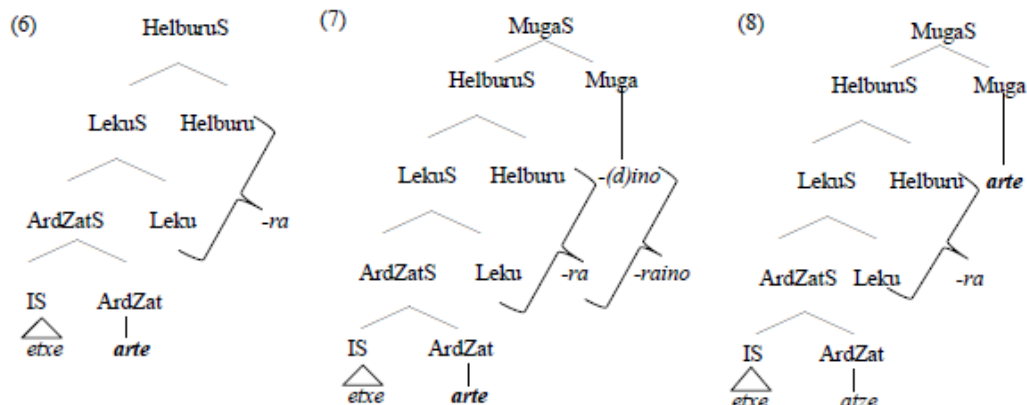 (6)
HelburuS
LekuS Helburu
ArdZatS Leku -ra
IS ArdZat
etxe arte
(7)
MugaS
HelburuS Muga
LekuS Helburu -(d)ino
ArdZatS Leku -ra -raino
IS ArdZat
etxe arte
(8)
MugaS
HelburuS Muga
LekuS Helburu arte
ArdZatS Leku -ra
IS ArdZat
etxe atze